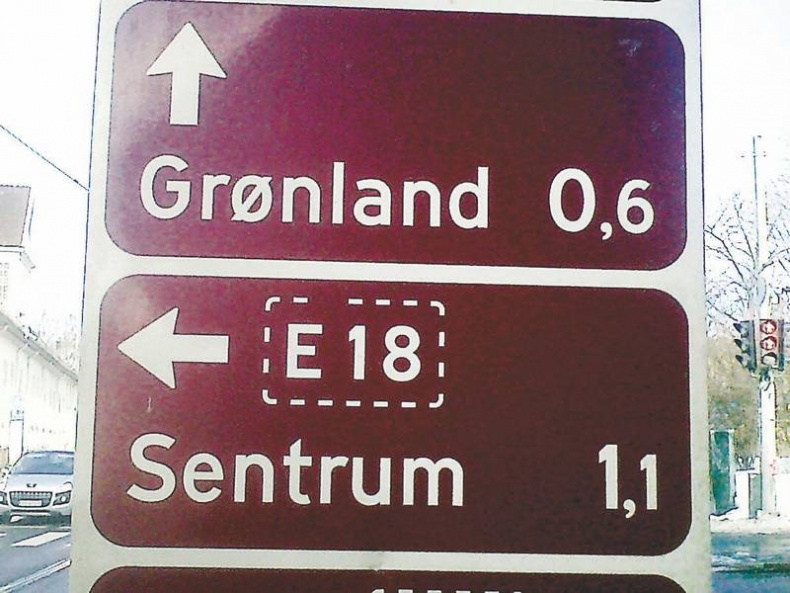 Grønland 0,6
E 18
Sentrum 1,1